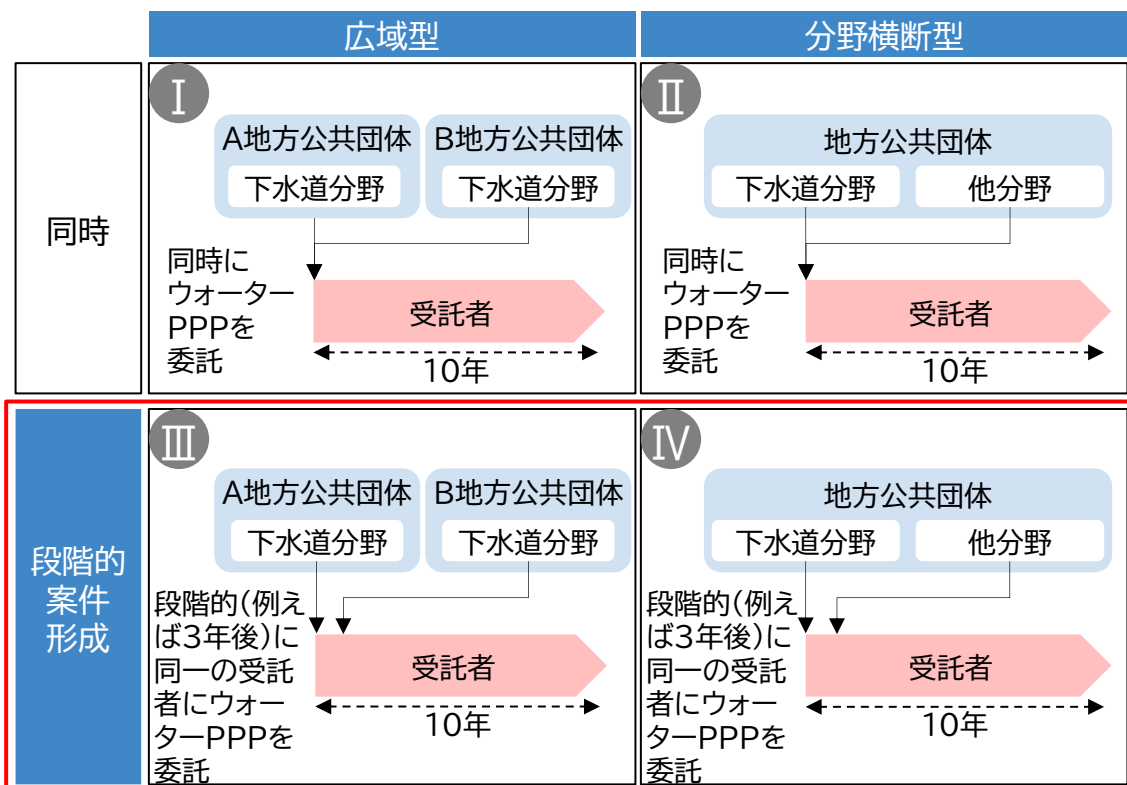 広域型
分野横断型
同時
Ⅰ
A地方公共団体
B地方公共団体
下水道分野
下水道分野
同時に
ウォーター
PPPを
委託
受託者
10年
Ⅱ
地方公共団体
下水道分野
他分野
同時に
ウォーター
PPPを
委託
受託者
10年
段階的
案件
形成
Ⅲ
A地方公共団体
B地方公共団体
下水道分野
下水道分野
段階的(例え
ば3年後)に
同一の受託
者にウォー
ターPPPを
委託
受託者
10年
Ⅳ
地方公共団体
下水道分野
他分野
段階的(例え
ば3年後)に
同一の受託
者にウォー
ターPPPを
委託
受託者
10年